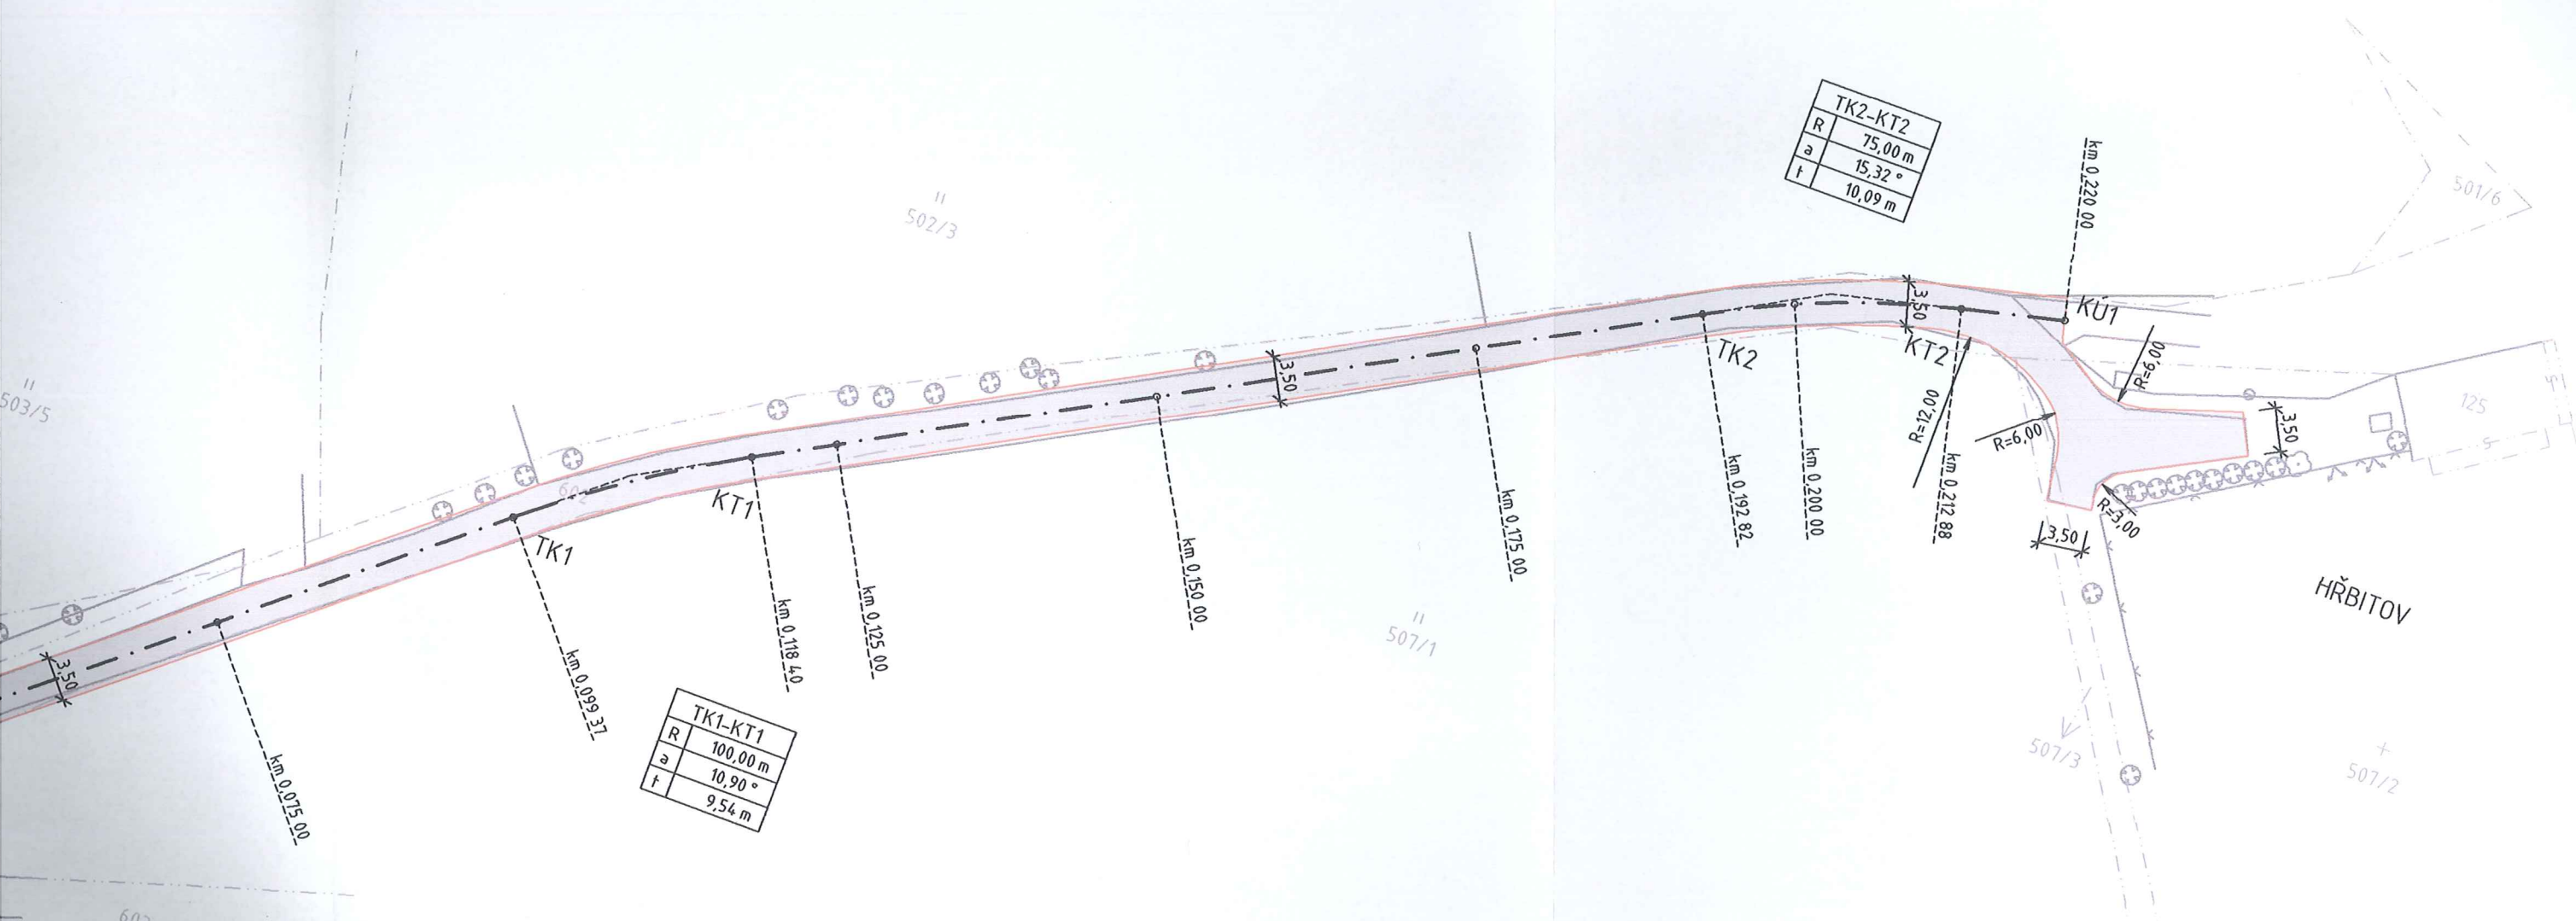 TK2-KT2
R 75,00 m
a 15,32 °
t 10,09 m
km 0,220 00
501/6
502/3
503/5
KÚ1
TK2
KT2
3,50
R=6,00
R=12,00
R=6,00
3,50
125
3,50
602
KT1
TK1
3,50
R=3,00
3,50
km 0,075 00
km 0,099 37
km 0,118 40
km 0,125 00
km 0,150 00
km 0,175 00
km 0,192 82
km 0,200 00
km 0,212 88
HŘBITOV
507/1
507/3
507/2
TK1-KT1
R 100,00 m
a 10,90 °
t 9,54 m